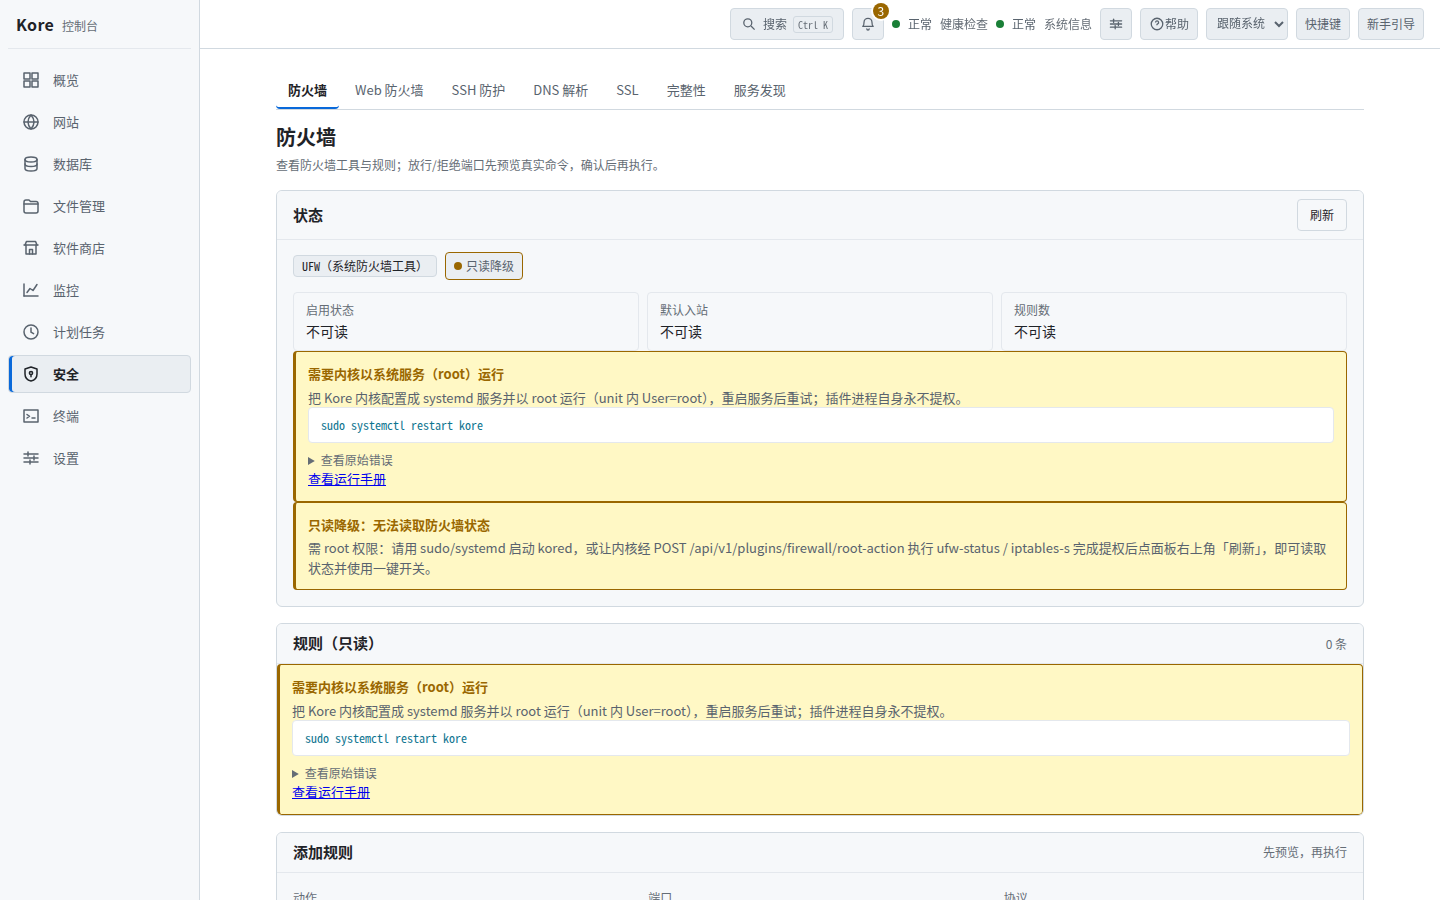 Kore 控制台
搜索 Ctrl K
3
正常 健康检查
正常 系统信息
帮助
跟随系统
快捷键
新手引导
概览
网站
数据库
文件管理
软件商店
监控
计划任务
安全
终端
设置
防火墙 Web 防火墙 SSH 防护 DNS 解析 SSL 完整性 服务发现
防火墙
查看防火墙工具与规则；放行/拒绝端口先预览真实命令，确认后再执行。
状态
刷新
UFW（系统防火墙工具） 只读降级
启用状态
不可读
默认入站
不可读
规则数
不可读
需要内核以系统服务（root）运行
把 Kore 内核配置成 systemd 服务并以 root 运行（unit 内 User=root），重启服务后重试；插件进程自身永不提权。
sudo systemctl restart kore
查看原始错误
查看运行手册
只读降级：无法读取防火墙状态
需 root 权限：请用 sudo/systemd 启动 kored，或让内核经 POST /api/v1/plugins/firewall/root-action 执行 ufw-status / iptables-s 完成提权后点面板右上角「刷新」，即可读取
状态并使用一键开关。
规则（只读）
0 条
需要内核以系统服务（root）运行
把 Kore 内核配置成 systemd 服务并以 root 运行（unit 内 User=root），重启服务后重试；插件进程自身永不提权。
sudo systemctl restart kore
查看原始错误
查看运行手册
添加规则
先预览，再执行
动作 端口 协议